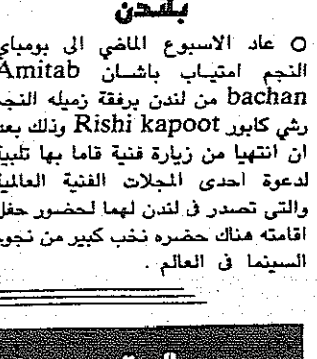 بلندن
○ عاد الاسبوع الماضي الى بومباي
النجم امتياب باشان Amitab
bachan من لندن برفقة زميله النجم
رشي كابور Rishi kapoot وذلك بعد
ان انتهيا من زيارة فنية قاما بها تلبية
لدعوة احدى المجلات الفنية العالمية
والتي تصدر في لندن لهما لحضور حفل
اقامته هناك حضره نخب كبير من نجوم
السينما في العالم .